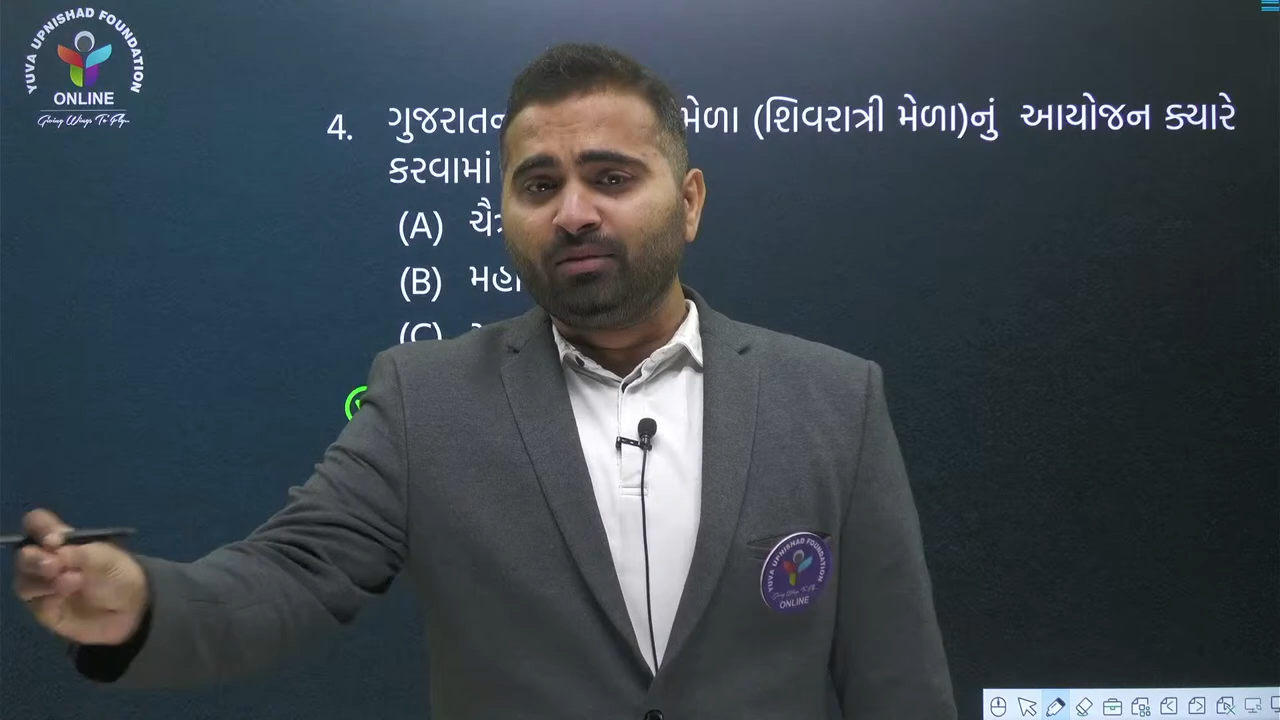 YUVA UPNISHAD FOUNDATION
ONLINE
Giving Wings To Fly..
4. ગુજરાતન મેળા (શિવરાત્રી મેળા)નું આયોજન ક્યારે
કરવામાં
(A) ચૈત્ર
(B) મહા
(C)
YUVA UPNISHAD FOUNDATION
ONLINE